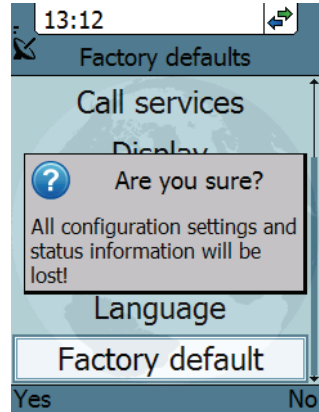 13:12
Factory defaults
Call services
Display
Are you sure?
All configuration settings and
status information will be
lost!
Language
Factory default
Yes No